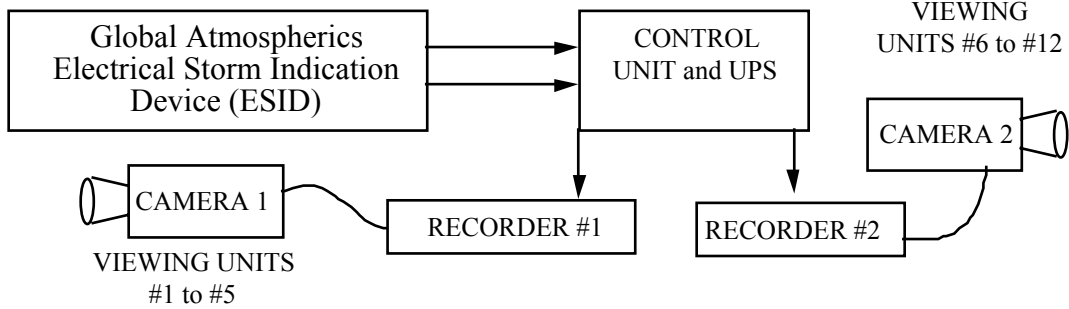 Global Atmospherics
Electrical Storm Indication
Device (ESID)
CONTROL
UNIT and UPS
VIEWING
UNITS #6 to #12
CAMERA 2
CAMERA 1
RECORDER #1
RECORDER #2
VIEWING UNITS
#1 to #5